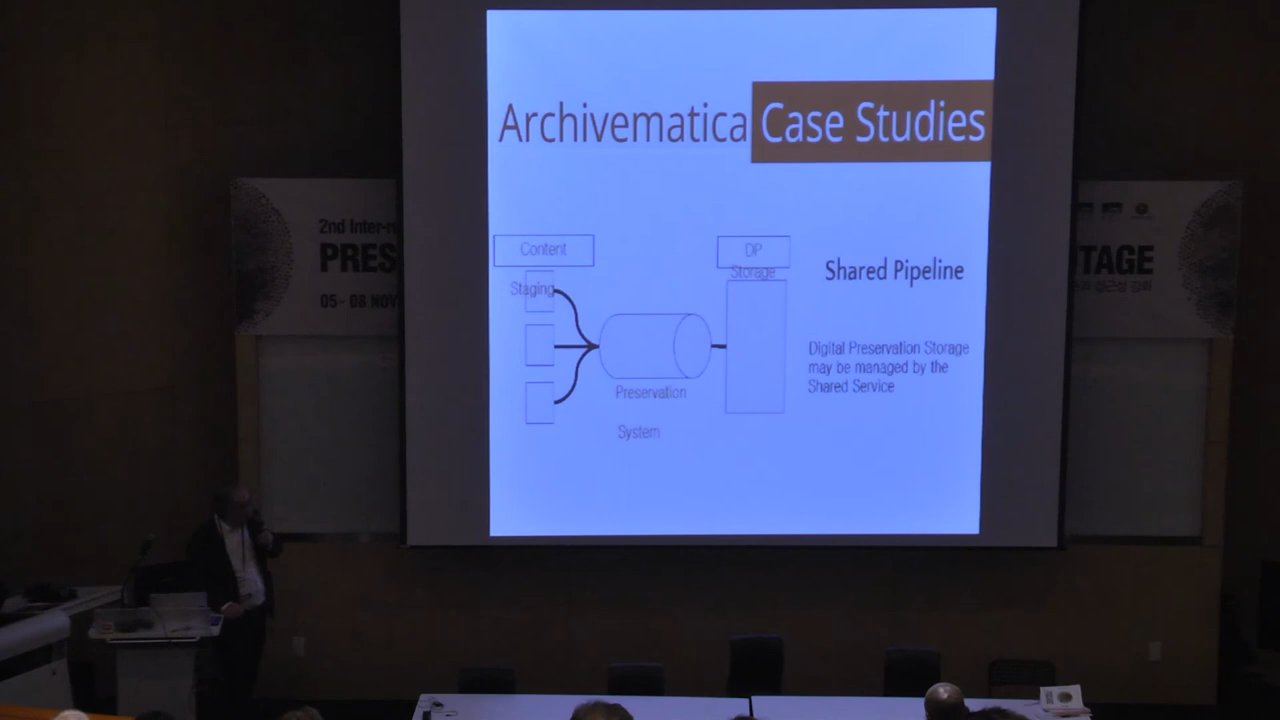 Archivematica Case Studies
2nd
PRES
05 - 08 NOV
TAGE
Content
Staging
DP
Storage
Shared Pipeline
Digital Preservation Storage
may be managed by the
Shared Service
Preservation
System